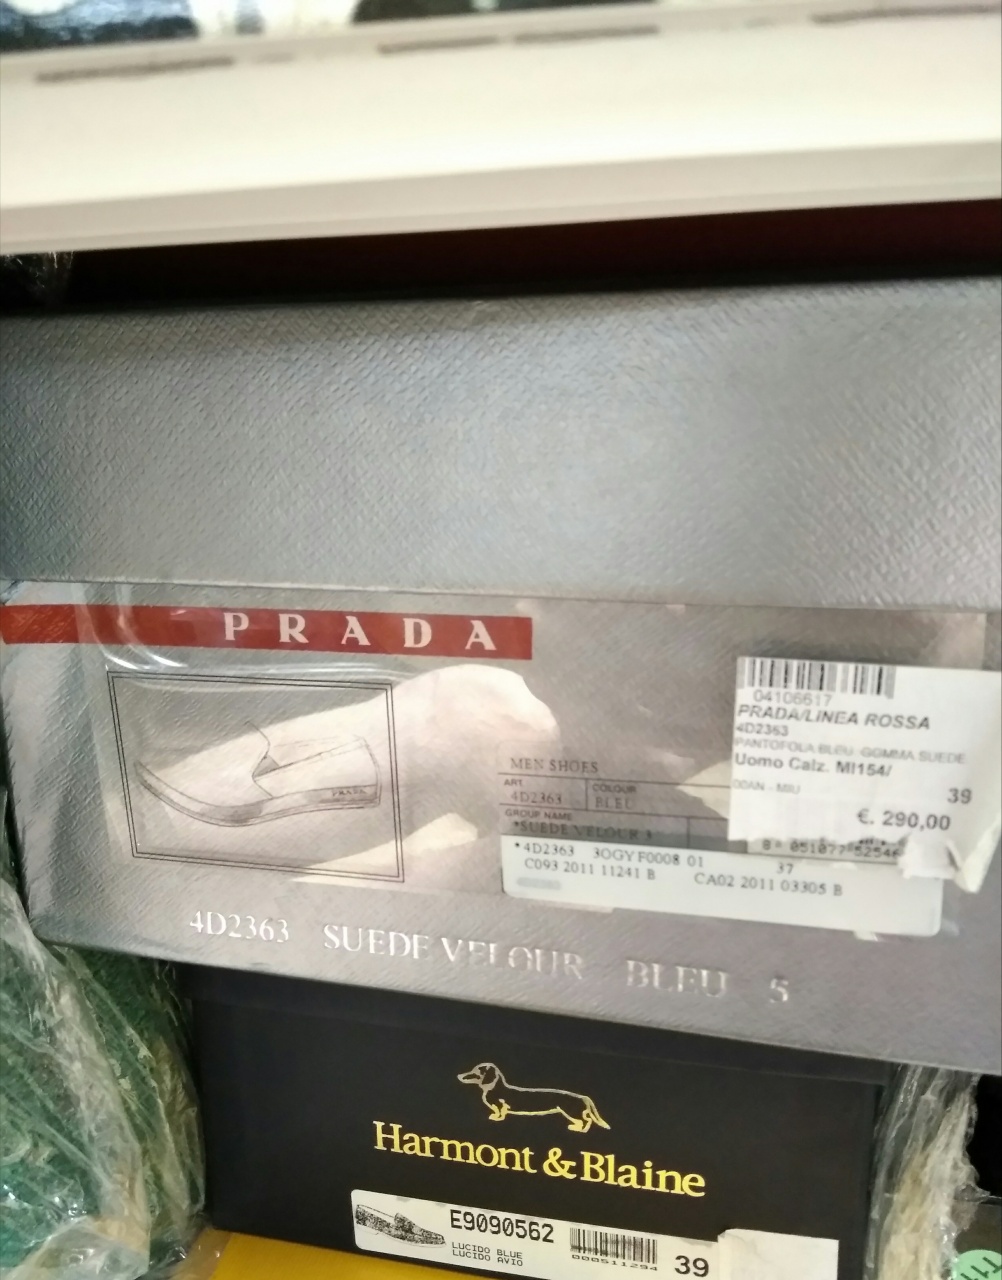 PRADA
PRADA
04106617
PRADA/LINEA ROSSA
4D2363
PANTOFOLA BLEU GOMMA SUEDE
Uomo Calz. MI154/
39
€. 290,00
MEN SHOES
ART.
COLOUR
4D2363
BLEU
GROUP NAME
*SUEDE VELOUR 3
*4D2363 3OGY F0008 01 37
C093 2011 11241 B CA02 2011 03305 B
4D2363 SUEDE VELOUR BLEU 5
Harmont & Blaine
E9090562
LUCIDO BLUE
LUCIDO AVIO
39